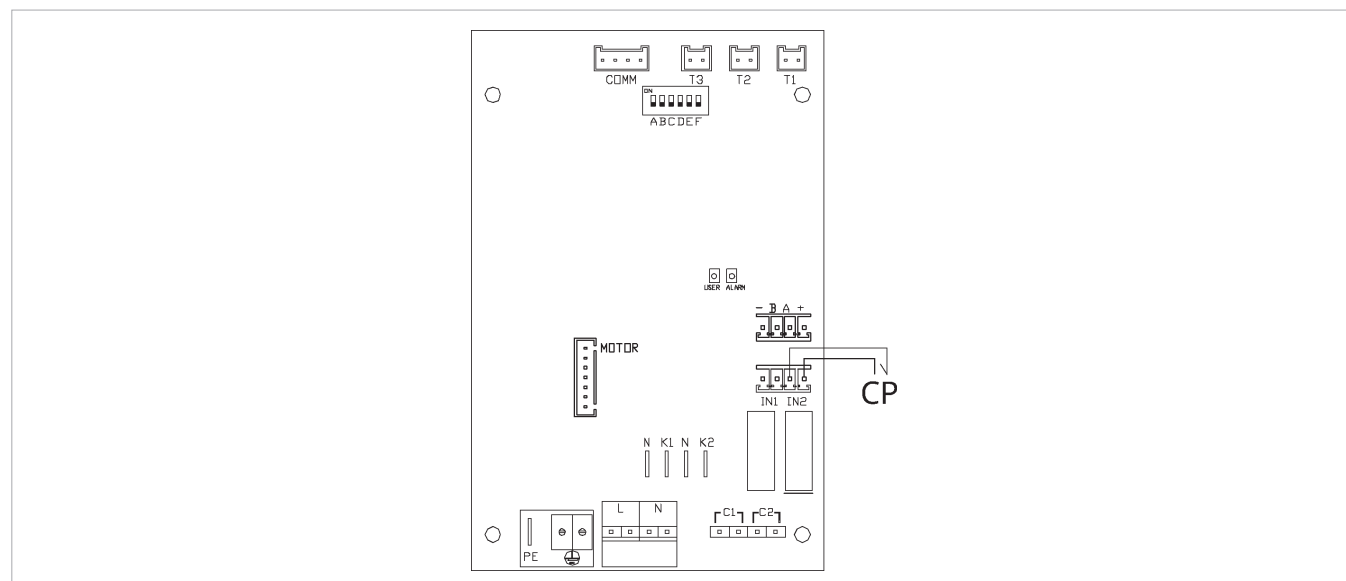 COMM T3 T2 T1
ON
ABCDEF
USER ALARM
- B A +
MOTOR
CP
IN1 IN2
N K1 N K2
L N
C1 C2
PE